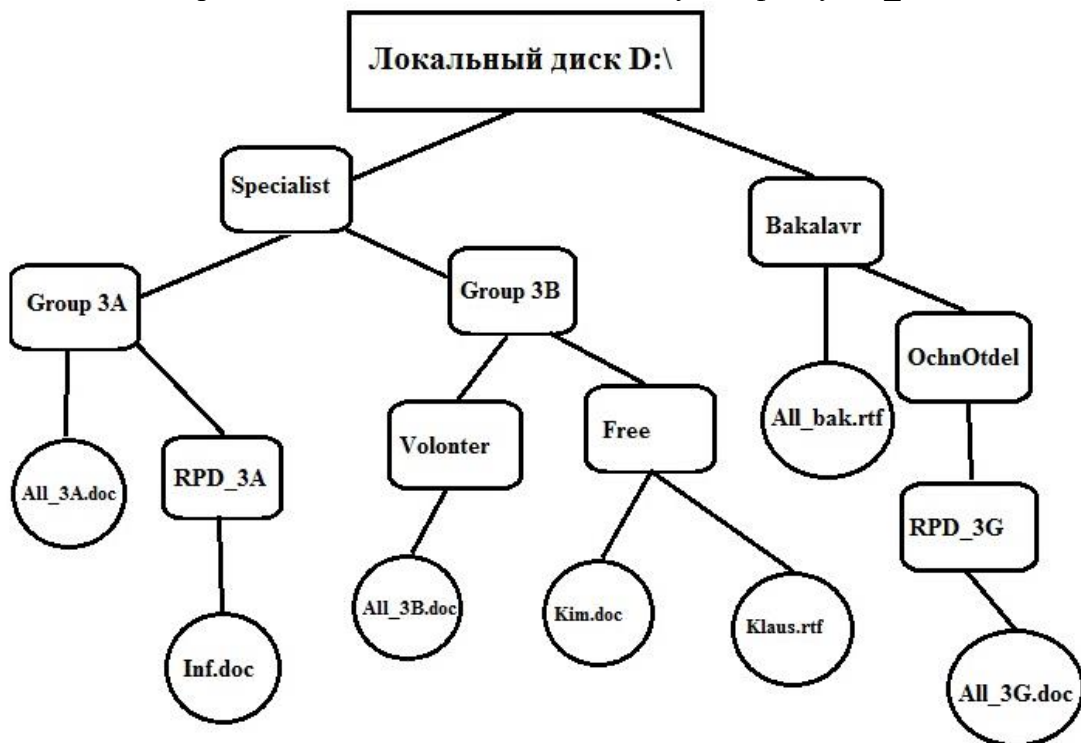 Локальный диск D:\
Specialist
Bakalavr
Group 3A
Group 3B
OchnOtdel
Volonter
Free
All_bak.rtf
All_3A.doc
RPD_3A
RPD_3G
All_3B.doc
Kim.doc
Klaus.rtf
Inf.doc
All_3G.doc